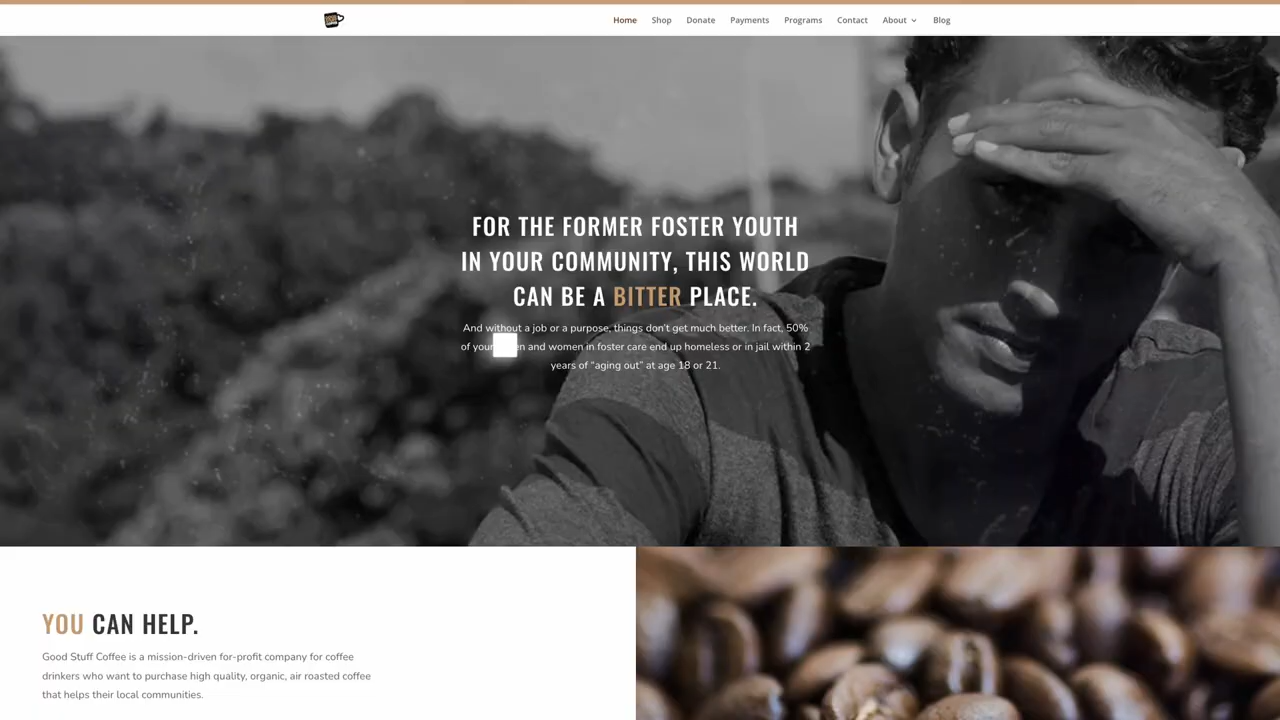 Home Shop Donate Payments Programs Contact About Blog
FOR THE FORMER FOSTER YOUTH
IN YOUR COMMUNITY, THIS WORLD
CAN BE A BITTER PLACE.
And without a job or a purpose, things don't get much better. In fact, 50%
of and women in foster care end up homeless or in jail within 2
years of “aging out” at age 18 or 21.
YOU CAN HELP.
Good Stuff Coffee is a mission-driven for-profit company for coffee
drinkers who want to purchase high quality, organic, air roasted coffee
that helps their local communities.